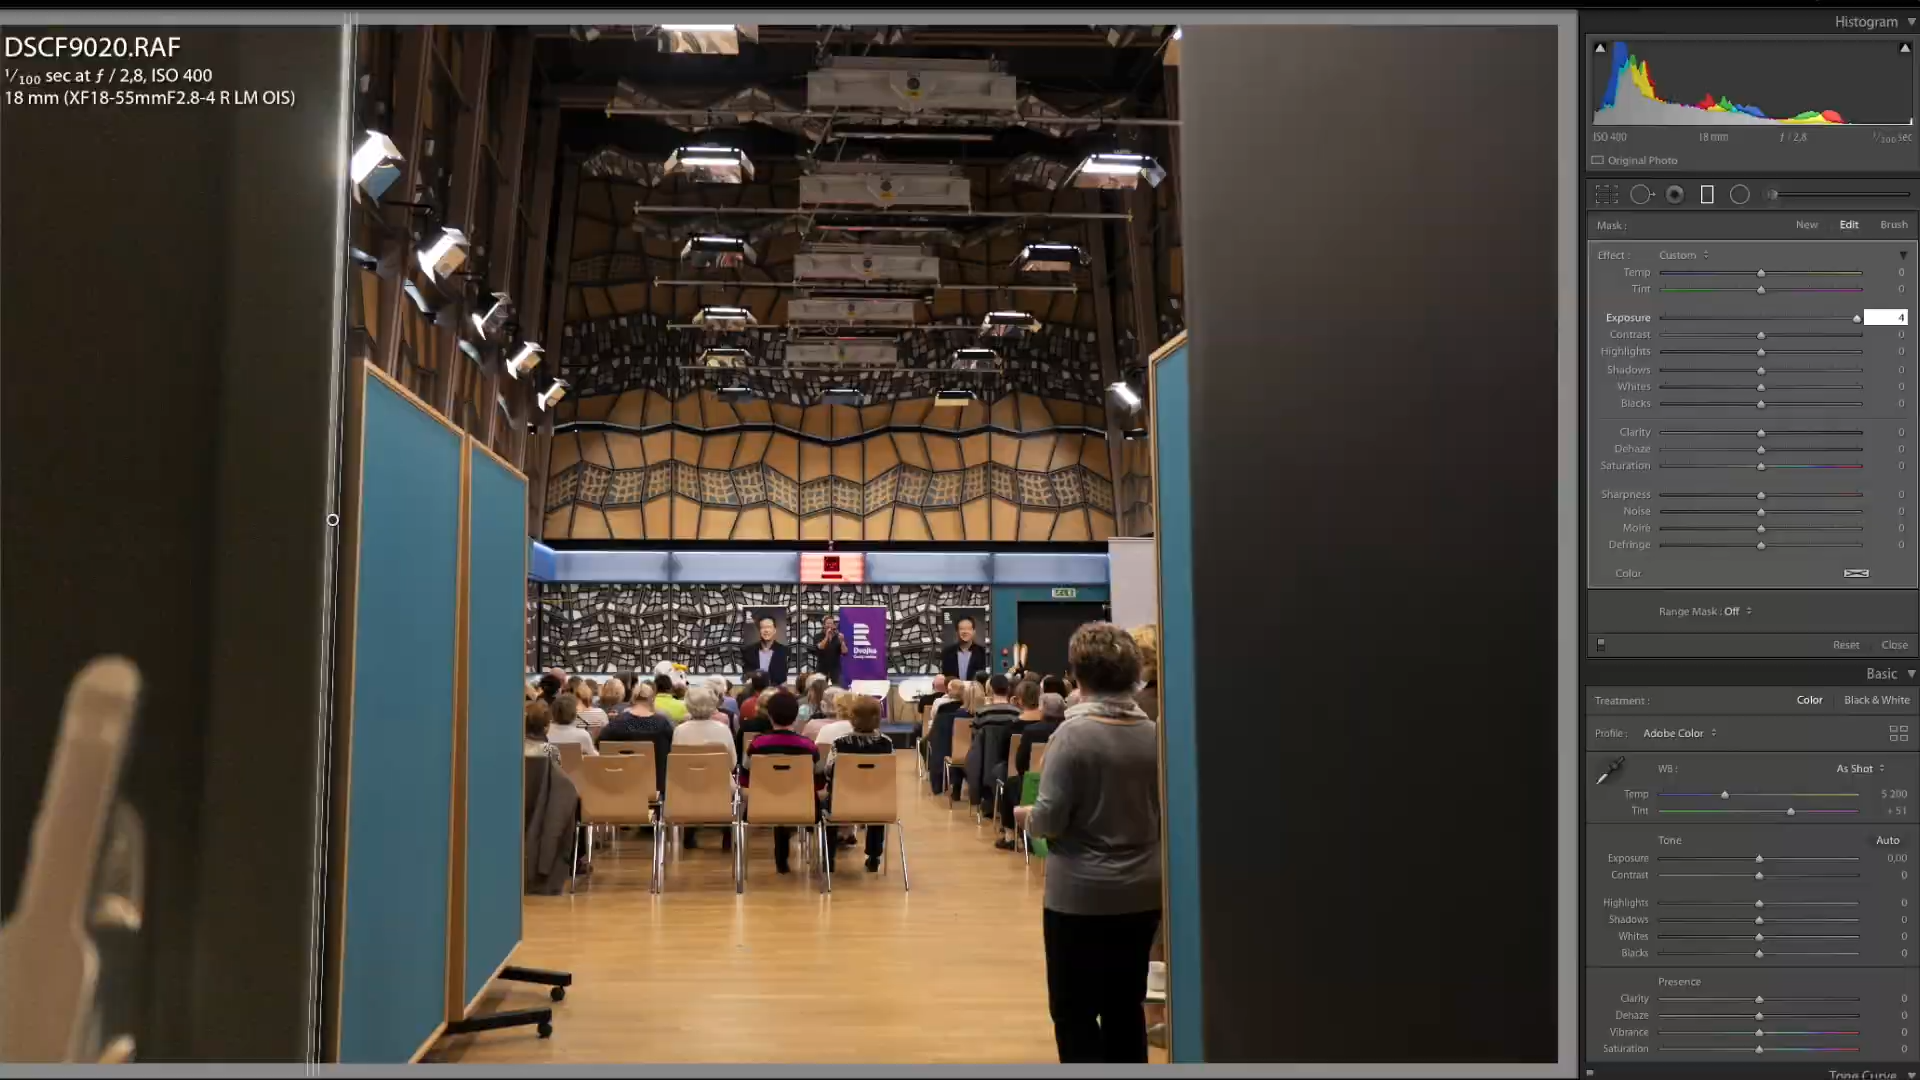 DSCF9020.RAF
1/100 sec at ƒ / 2,8, ISO 400
18 mm (XF18-55mmF2.8-4 R LM OIS)
Dvojka
Histogram
ISO 400 18 mm ƒ / 2,8 1/100 sec
Original Photo
Mask : New Edit Brush
Effect : Custom
Temp 0
Tint 0
Exposure 4
Contrast 0
Highlights 0
Shadows 0
Whites 0
Blacks 0
Clarity 0
Dehaze 0
Saturation 0
Sharpness 0
Noise 0
Moiré 0
Defringe 0
Color
Range Mask : Off
Reset Close
Basic
Treatment : Color Black & White
Profile : Adobe Color
WB : As Shot
Temp 5 200
Tint + 51
Tone Auto
Exposure 0,00
Contrast 0
Highlights 0
Shadows 0
Whites 0
Blacks 0
Presence
Clarity 0
Dehaze 0
Vibrance 0
Saturation 0
Tone Curve